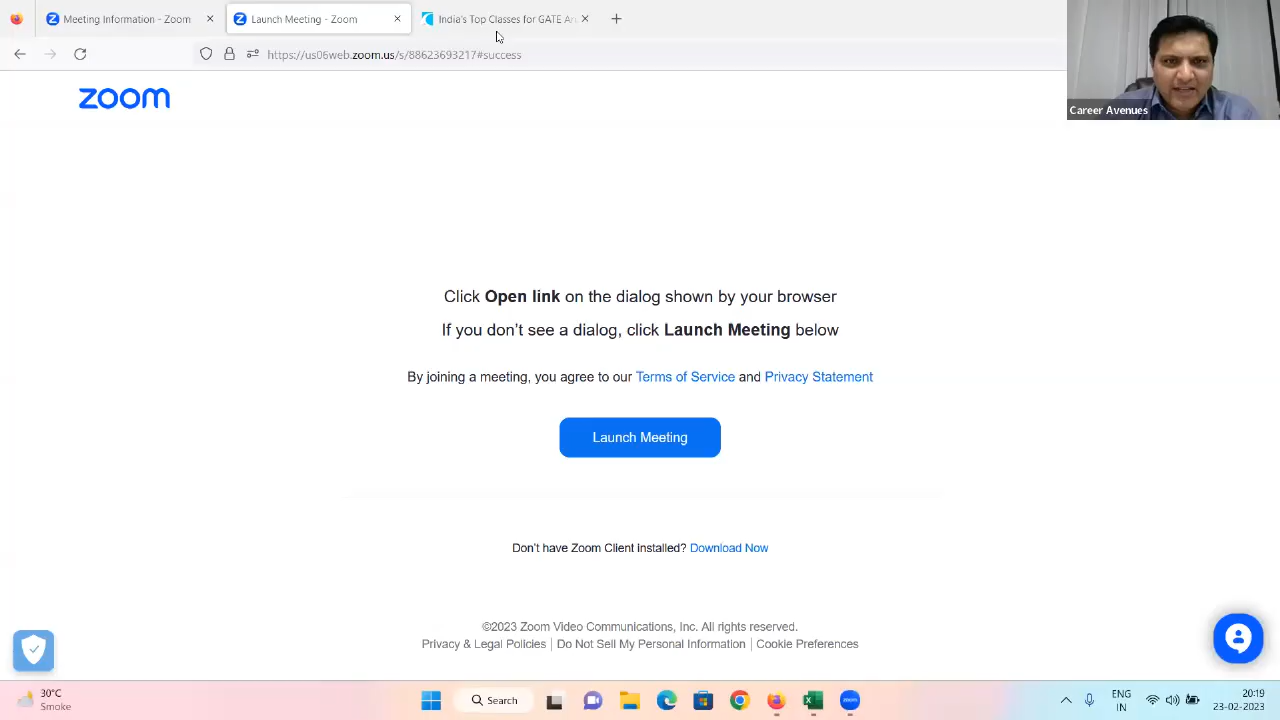 Meeting Information - Zoom
Launch Meeting - Zoom
India's Top Classes for GATE An
https://us06web.zoom.us/s/88623693217#success
zoom
Career Avenues
Click Open link on the dialog shown by your browser
If you don't see a dialog, click Launch Meeting below
By joining a meeting, you agree to our Terms of Service and Privacy Statement
Launch Meeting
Don't have Zoom Client installed? Download Now
©2023 Zoom Video Communications, Inc. All rights reserved.
Privacy & Legal Policies | Do Not Sell My Personal Information | Cookie Preferences
30°C
Smoke
Search
zoom
ENG
IN
20:19
23-02-2023